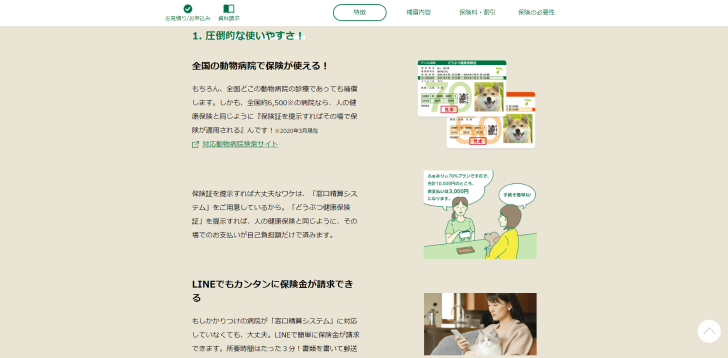 お見積り/お申込み
資料請求
特徴
補償内容
保険料・割引
保険の必要性
1. 圧倒的な使いやすさ！
全国の動物病院で保険が使える！
もちろん、全国どこの動物病院の診療であっても補償
します。しかも、全国約6,500※の病院なら、人の健
康保険と同じように『保険証を提示すればその場で保
険が適用される』んです！※2020年3月現在
対応動物病院検索サイト
見本
見本
保険証を提示すれば大丈夫なワケは、「窓口精算シス
テム」をご用意しているから。「どうぶつ健康保険
証」を提示すれば、人の健康保険と同じように、その
場でのお支払いが自己負担額だけで済みます。
ふぁみりぃ70%プランですので、
合計10,000円のところ、
お支払いは3,000円
になります。
手続き簡単ね!
LINEでもカンタンに保険金が請求でき
る
もしかかりつけの病院が「窓口精算システム」に対応
していなくても、大丈夫。LINEで簡単に保険金が請求
できます。所要時間はたった３分！書類を書いて郵送